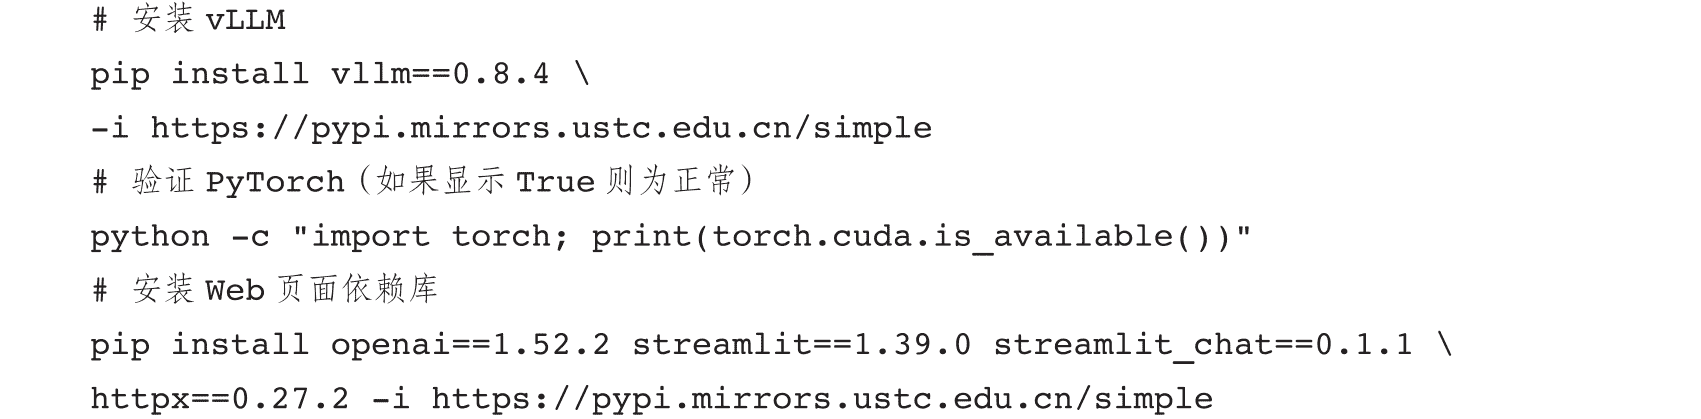 # 安装 vLLM
pip install vllm==0.8.4 \
-i https://pypi.mirrors.ustc.edu.cn/simple
# 验证 PyTorch（如果显示 True 则为正常）
python -c "import torch; print(torch.cuda.is_available())"
# 安装 Web 页面依赖库
pip install openai==1.52.2 streamlit==1.39.0 streamlit_chat==0.1.1 \
httpx==0.27.2 -i https://pypi.mirrors.ustc.edu.cn/simple